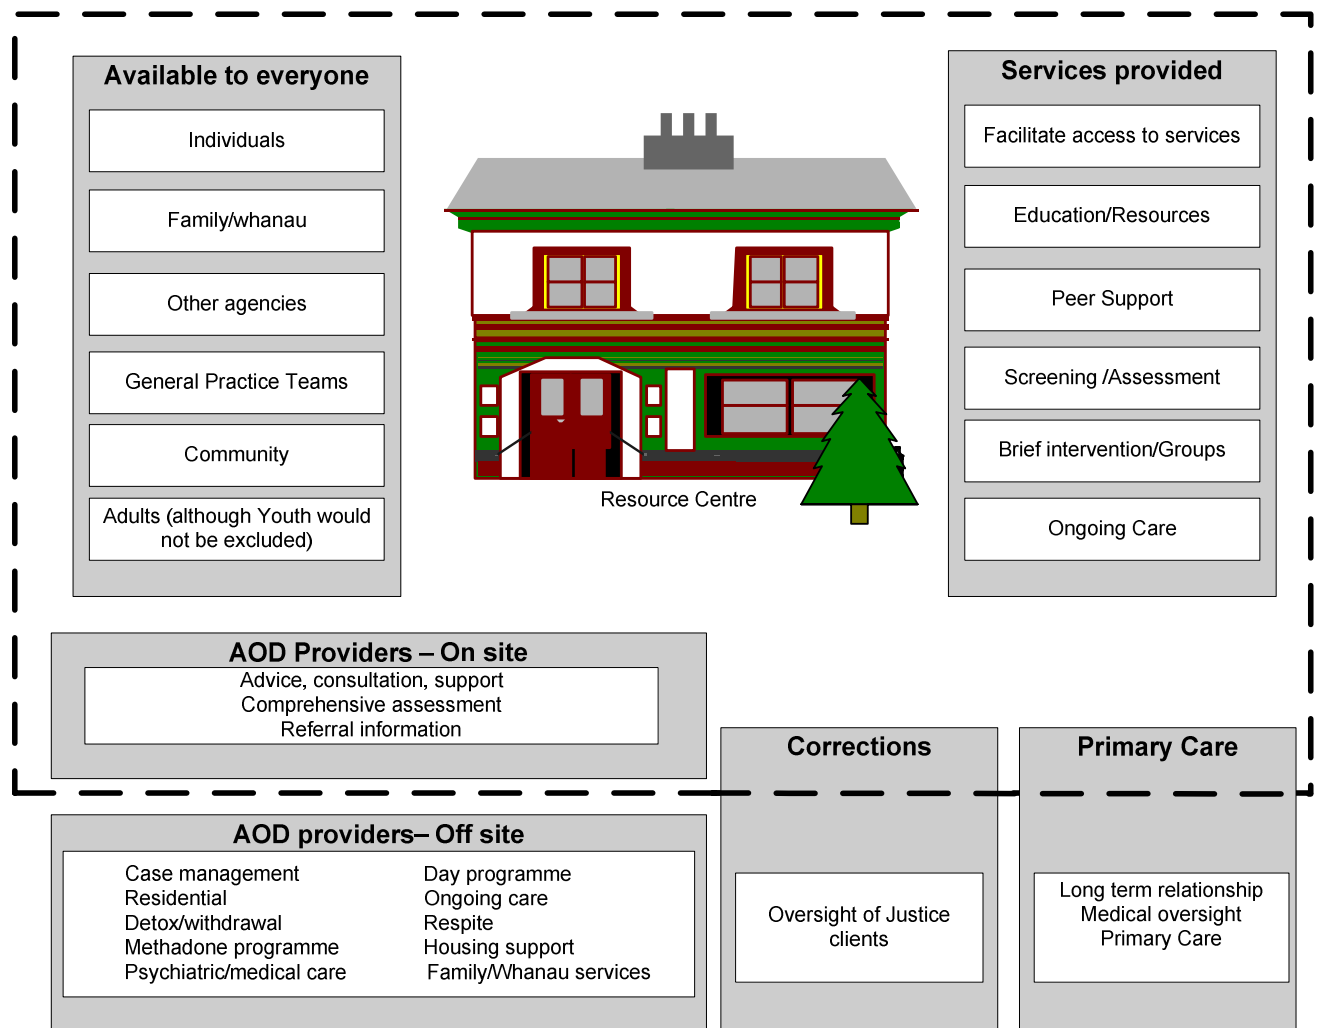 Available to everyone
Individuals
Family/whanau
Other agencies
General Practice Teams
Community
Adults (although Youth would
not be excluded)
Resource Centre
Services provided
Facilitate access to services
Education/Resources
Peer Support
Screening /Assessment
Brief intervention/Groups
Ongoing Care
AOD Providers – On site
Advice, consultation, support
Comprehensive assessment
Referral information
AOD providers– Off site
Case management
Residential
Detox/withdrawal
Methadone programme
Psychiatric/medical care
Day programme
Ongoing care
Respite
Housing support
Family/Whanau services
Corrections
Oversight of Justice
clients
Primary Care
Long term relationship
Medical oversight
Primary Care